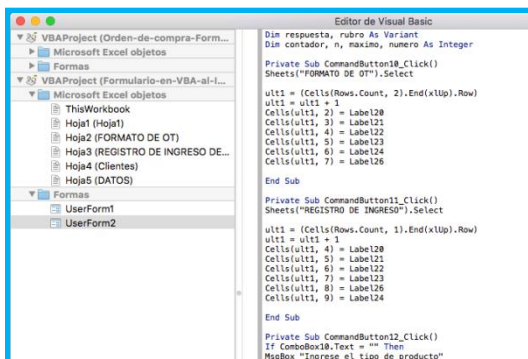 Editor de Visual Basic
VBAProject (Orden-de-compra-Form...
Microsoft Excel objetos
Formas
VBAProject (Formulario-en-VBA-al-I...
Microsoft Excel objetos
ThisWorkbook
Hoja1 (Hoja1)
Hoja2 (FORMATO DE OT)
Hoja3 (REGISTRO DE INGRESO DE...
Hoja4 (Clientes)
Hoja5 (DATOS)
Formas
UserForm1
UserForm2
Dim respuesta, rubro As Variant
Dim contador, n, maximo, numero As Integer
Private Sub CommandButton10_Click()
Sheets("FORMATO DE OT").Select
ult1 = (Cells(Rows.Count, 2).End(xlUp).Row)
ult1 = ult1 + 1
Cells(ult1, 2) = Label20
Cells(ult1, 3) = Label21
Cells(ult1, 4) = Label22
Cells(ult1, 5) = Label23
Cells(ult1, 6) = Label24
Cells(ult1, 7) = Label26
End Sub
Private Sub CommandButton11_Click()
Sheets("REGISTRO DE INGRESO").Select
ult1 = (Cells(Rows.Count, 1).End(xlUp).Row)
ult1 = ult1 + 1
Cells(ult1, 4) = Label20
Cells(ult1, 5) = Label21
Cells(ult1, 6) = Label22
Cells(ult1, 7) = Label23
Cells(ult1, 8) = Label26
Cells(ult1, 9) = Label24
End Sub
Private Sub CommandButton12_Click()
If ComboBox10.Text = "" Then
MsgBox "Ingrese el tipo de producto"